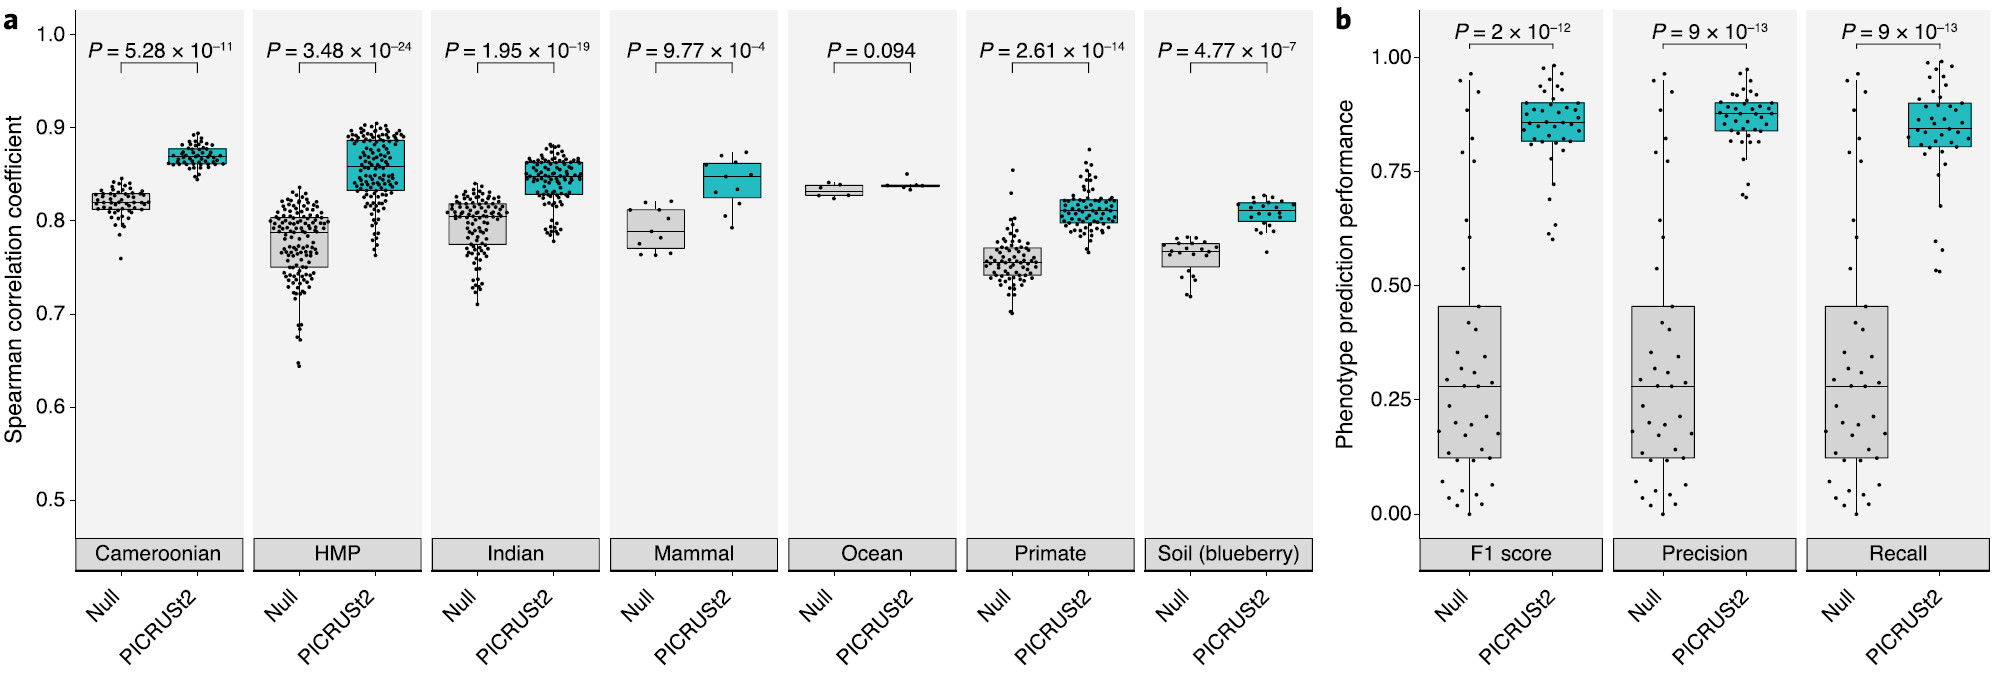 a
Spearman correlation coefficient
1.0
0.9
0.8
0.7
0.6
0.5
P = 5.28 × 10⁻¹¹
P = 3.48 × 10⁻²⁴
P = 1.95 × 10⁻¹⁹
P = 9.77 × 10⁻⁴
P = 0.094
P = 2.61 × 10⁻¹⁴
P = 4.77 × 10⁻⁷
Cameroonian
HMP
Indian
Mammal
Ocean
Primate
Soil (blueberry)
Null
PICRUSt2
Null
PICRUSt2
Null
PICRUSt2
Null
PICRUSt2
Null
PICRUSt2
Null
PICRUSt2
Null
PICRUSt2
b
Phenotype prediction performance
1.00
0.75
0.50
0.25
0.00
P = 2 × 10⁻¹²
P = 9 × 10⁻¹³
P = 9 × 10⁻¹³
F1 score
Precision
Recall
Null
PICRUSt2
Null
PICRUSt2
Null
PICRUSt2